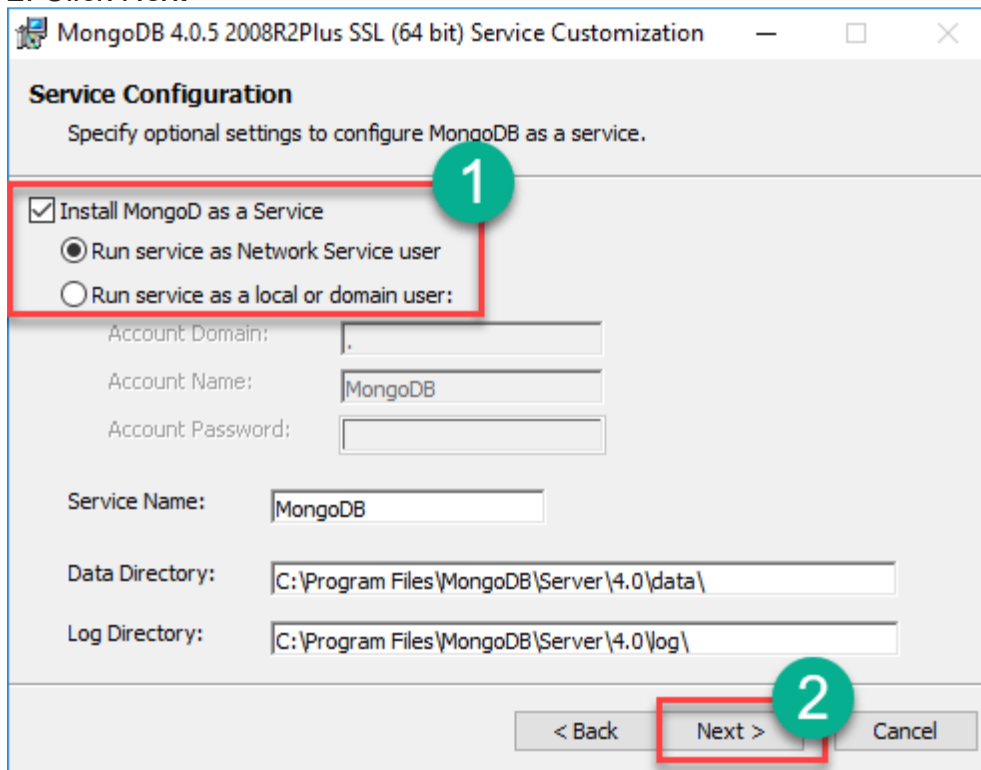 MongoDB 4.0.5 2008R2Plus SSL (64 bit) Service Customization
Service Configuration
Specify optional settings to configure MongoDB as a service.
1
Install MongoD as a Service
Run service as Network Service user
Run service as a local or domain user:
Account Domain: .
Account Name: MongoDB
Account Password:
Service Name: MongoDB
Data Directory: C:\Program Files\MongoDB\Server\4.0\data\
Log Directory: C:\Program Files\MongoDB\Server\4.0\log\
2
< Back Next > Cancel